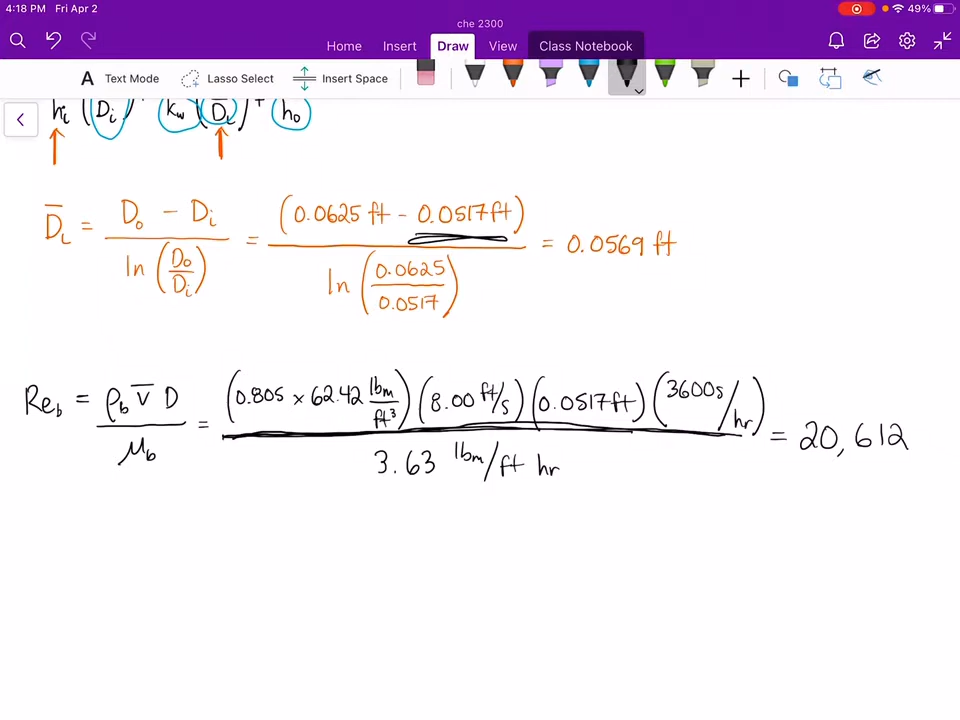 4:18 PM Fri Apr 2
49%
che 2300
Home Insert Draw View Class Notebook
A Text Mode Lasso Select Insert Space
hi (Di) kw (D̅L) + ho
D̅L = Do - Di / ln (Do/Di) = (0.0625 ft - 0.0517 ft) / ln (0.0625/0.0517) = 0.0569 ft
Reb = ρb v̅ D / μb = (0.805 × 62.42 lbm/ft³) (8.00 ft/s) (0.0517 ft) (3600s/hr) / 3.63 lbm/ft hr = 20,612